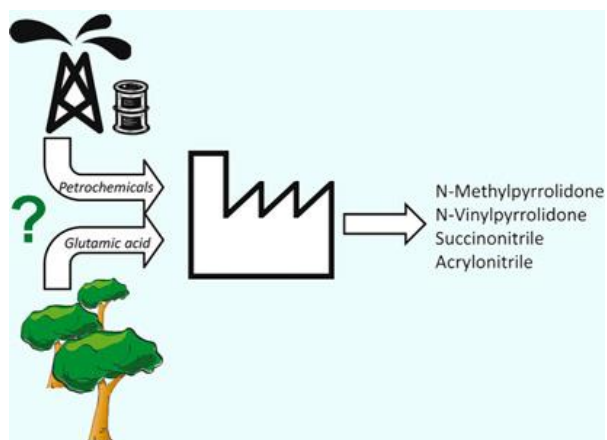 Petrochemicals
?
Glutamic acid
N-Methylpyrrolidone
N-Vinylpyrrolidone
Succinonitrile
Acrylonitrile